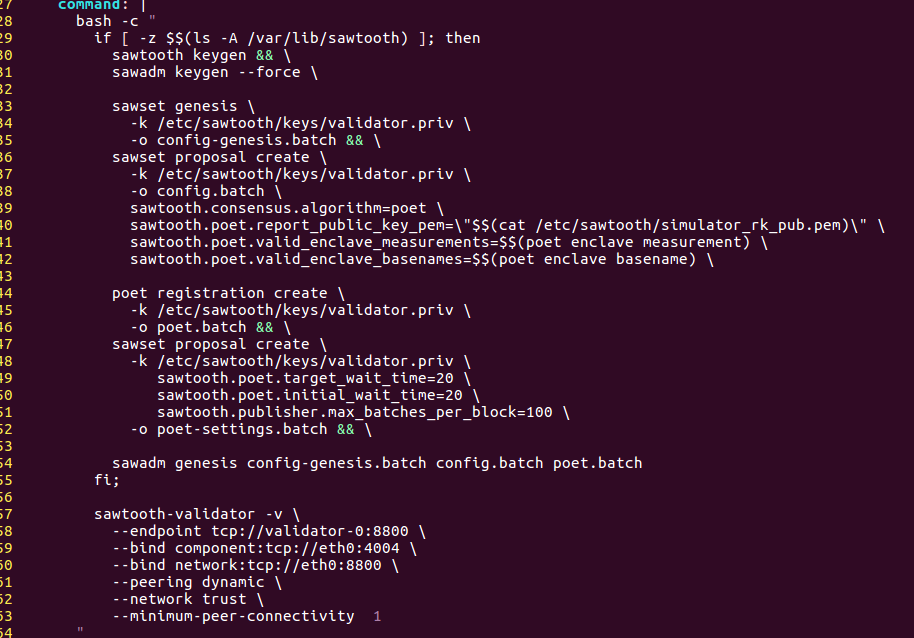 27 command: |
28 bash -c "
29 if [ -z $$(ls -A /var/lib/sawtooth) ]; then
30 sawtooth keygen && \
31 sawadm keygen --force \
32
33 sawset genesis \
34 -k /etc/sawtooth/keys/validator.priv \
35 -o config-genesis.batch && \
36 sawset proposal create \
37 -k /etc/sawtooth/keys/validator.priv \
38 -o config.batch \
39 sawtooth.consensus.algorithm=poet \
40 sawtooth.poet.report_public_key_pem=\"$$(cat /etc/sawtooth/simulator_rk_pub.pem)\" \
41 sawtooth.poet.valid_enclave_measurements=$$(poet enclave measurement) \
42 sawtooth.poet.valid_enclave_basenames=$$(poet enclave basename) \
43
44 poet registration create \
45 -k /etc/sawtooth/keys/validator.priv \
46 -o poet.batch && \
47 sawset proposal create \
48 -k /etc/sawtooth/keys/validator.priv \
49 sawtooth.poet.target_wait_time=20 \
50 sawtooth.poet.initial_wait_time=20 \
51 sawtooth.publisher.max_batches_per_block=100 \
52 -o poet-settings.batch && \
53
54 sawadm genesis config-genesis.batch config.batch poet.batch
55 fi;
56
57 sawtooth-validator -v \
58 --endpoint tcp://validator-0:8800 \
59 --bind component:tcp://eth0:4004 \
60 --bind network:tcp://eth0:8800 \
61 --peering dynamic \
62 --network trust \
63 --minimum-peer-connectivity 1
64 "